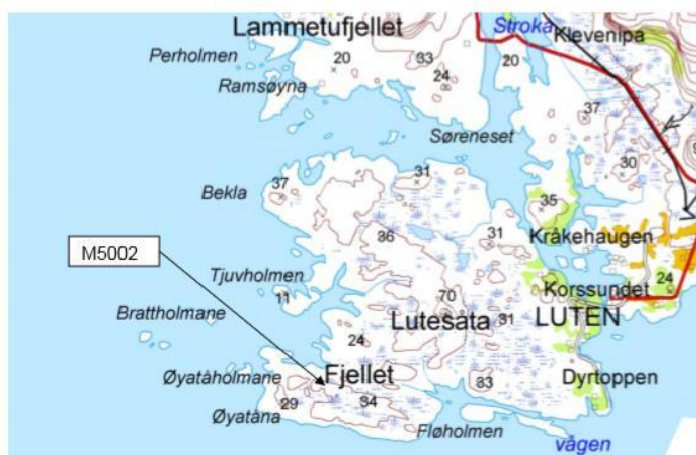 Stroka
Lammetufjellet
Klevenipa
Perholmen
20
33
20
24
Ramsøyna
37
Søreneset
30
31
37
Bekla
35
36
31
Kråkehaugen
M5002
Tjuvholmen
11
Korssundet
24
70
Brattholmane
Lutesåta
31
LUTEN
24
Øyatåholmane
Fjellet
33
Dyrtoppen
29
34
Øyatåna
Fløholmen
vågen